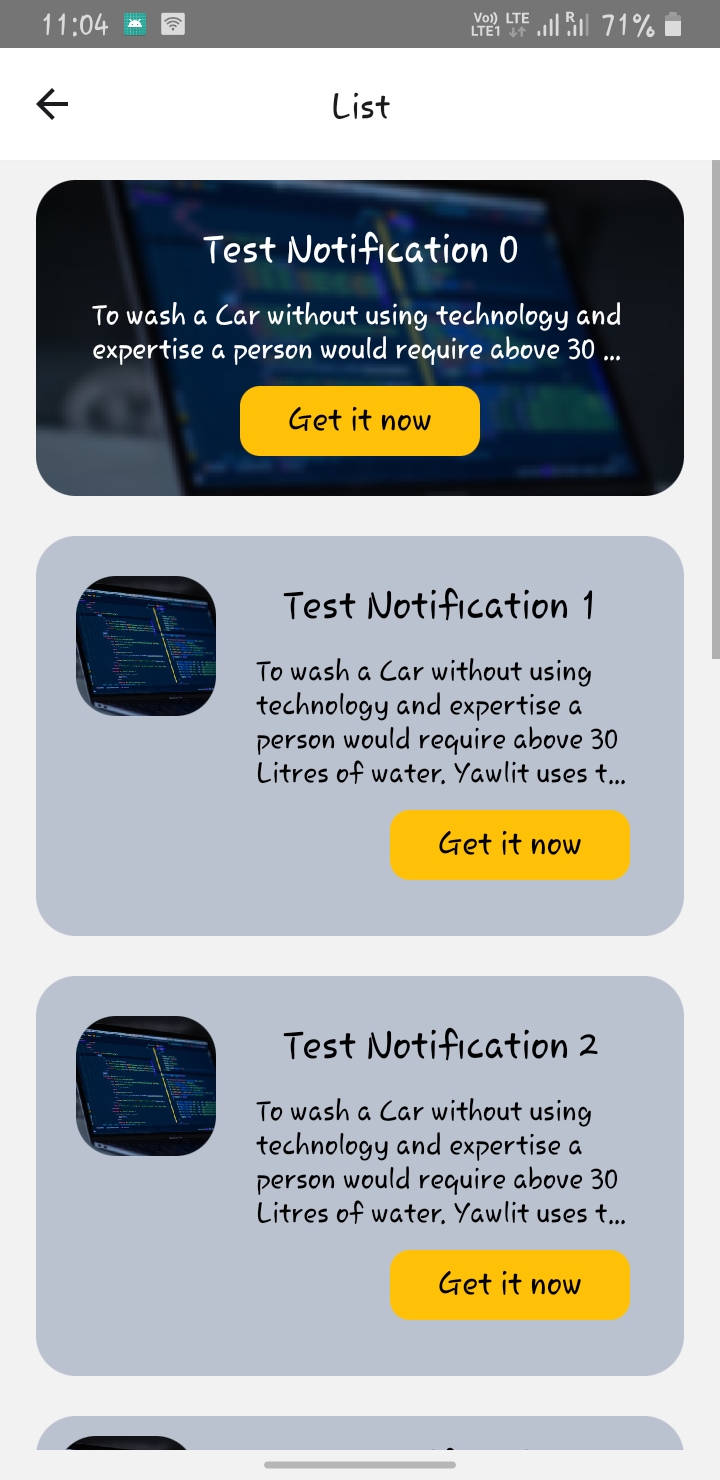 11:04 Vo) LTE LTE1 R 71%
List
Test Notification 0
To wash a Car without using technology and
expertise a person would require above 30 ...
Get it now
Test Notification 1
To wash a Car without using
technology and expertise a
person would require above 30
Litres of water. Yawlit uses t...
Get it now
Test Notification 2
To wash a Car without using
technology and expertise a
person would require above 30
Litres of water. Yawlit uses t...
Get it now